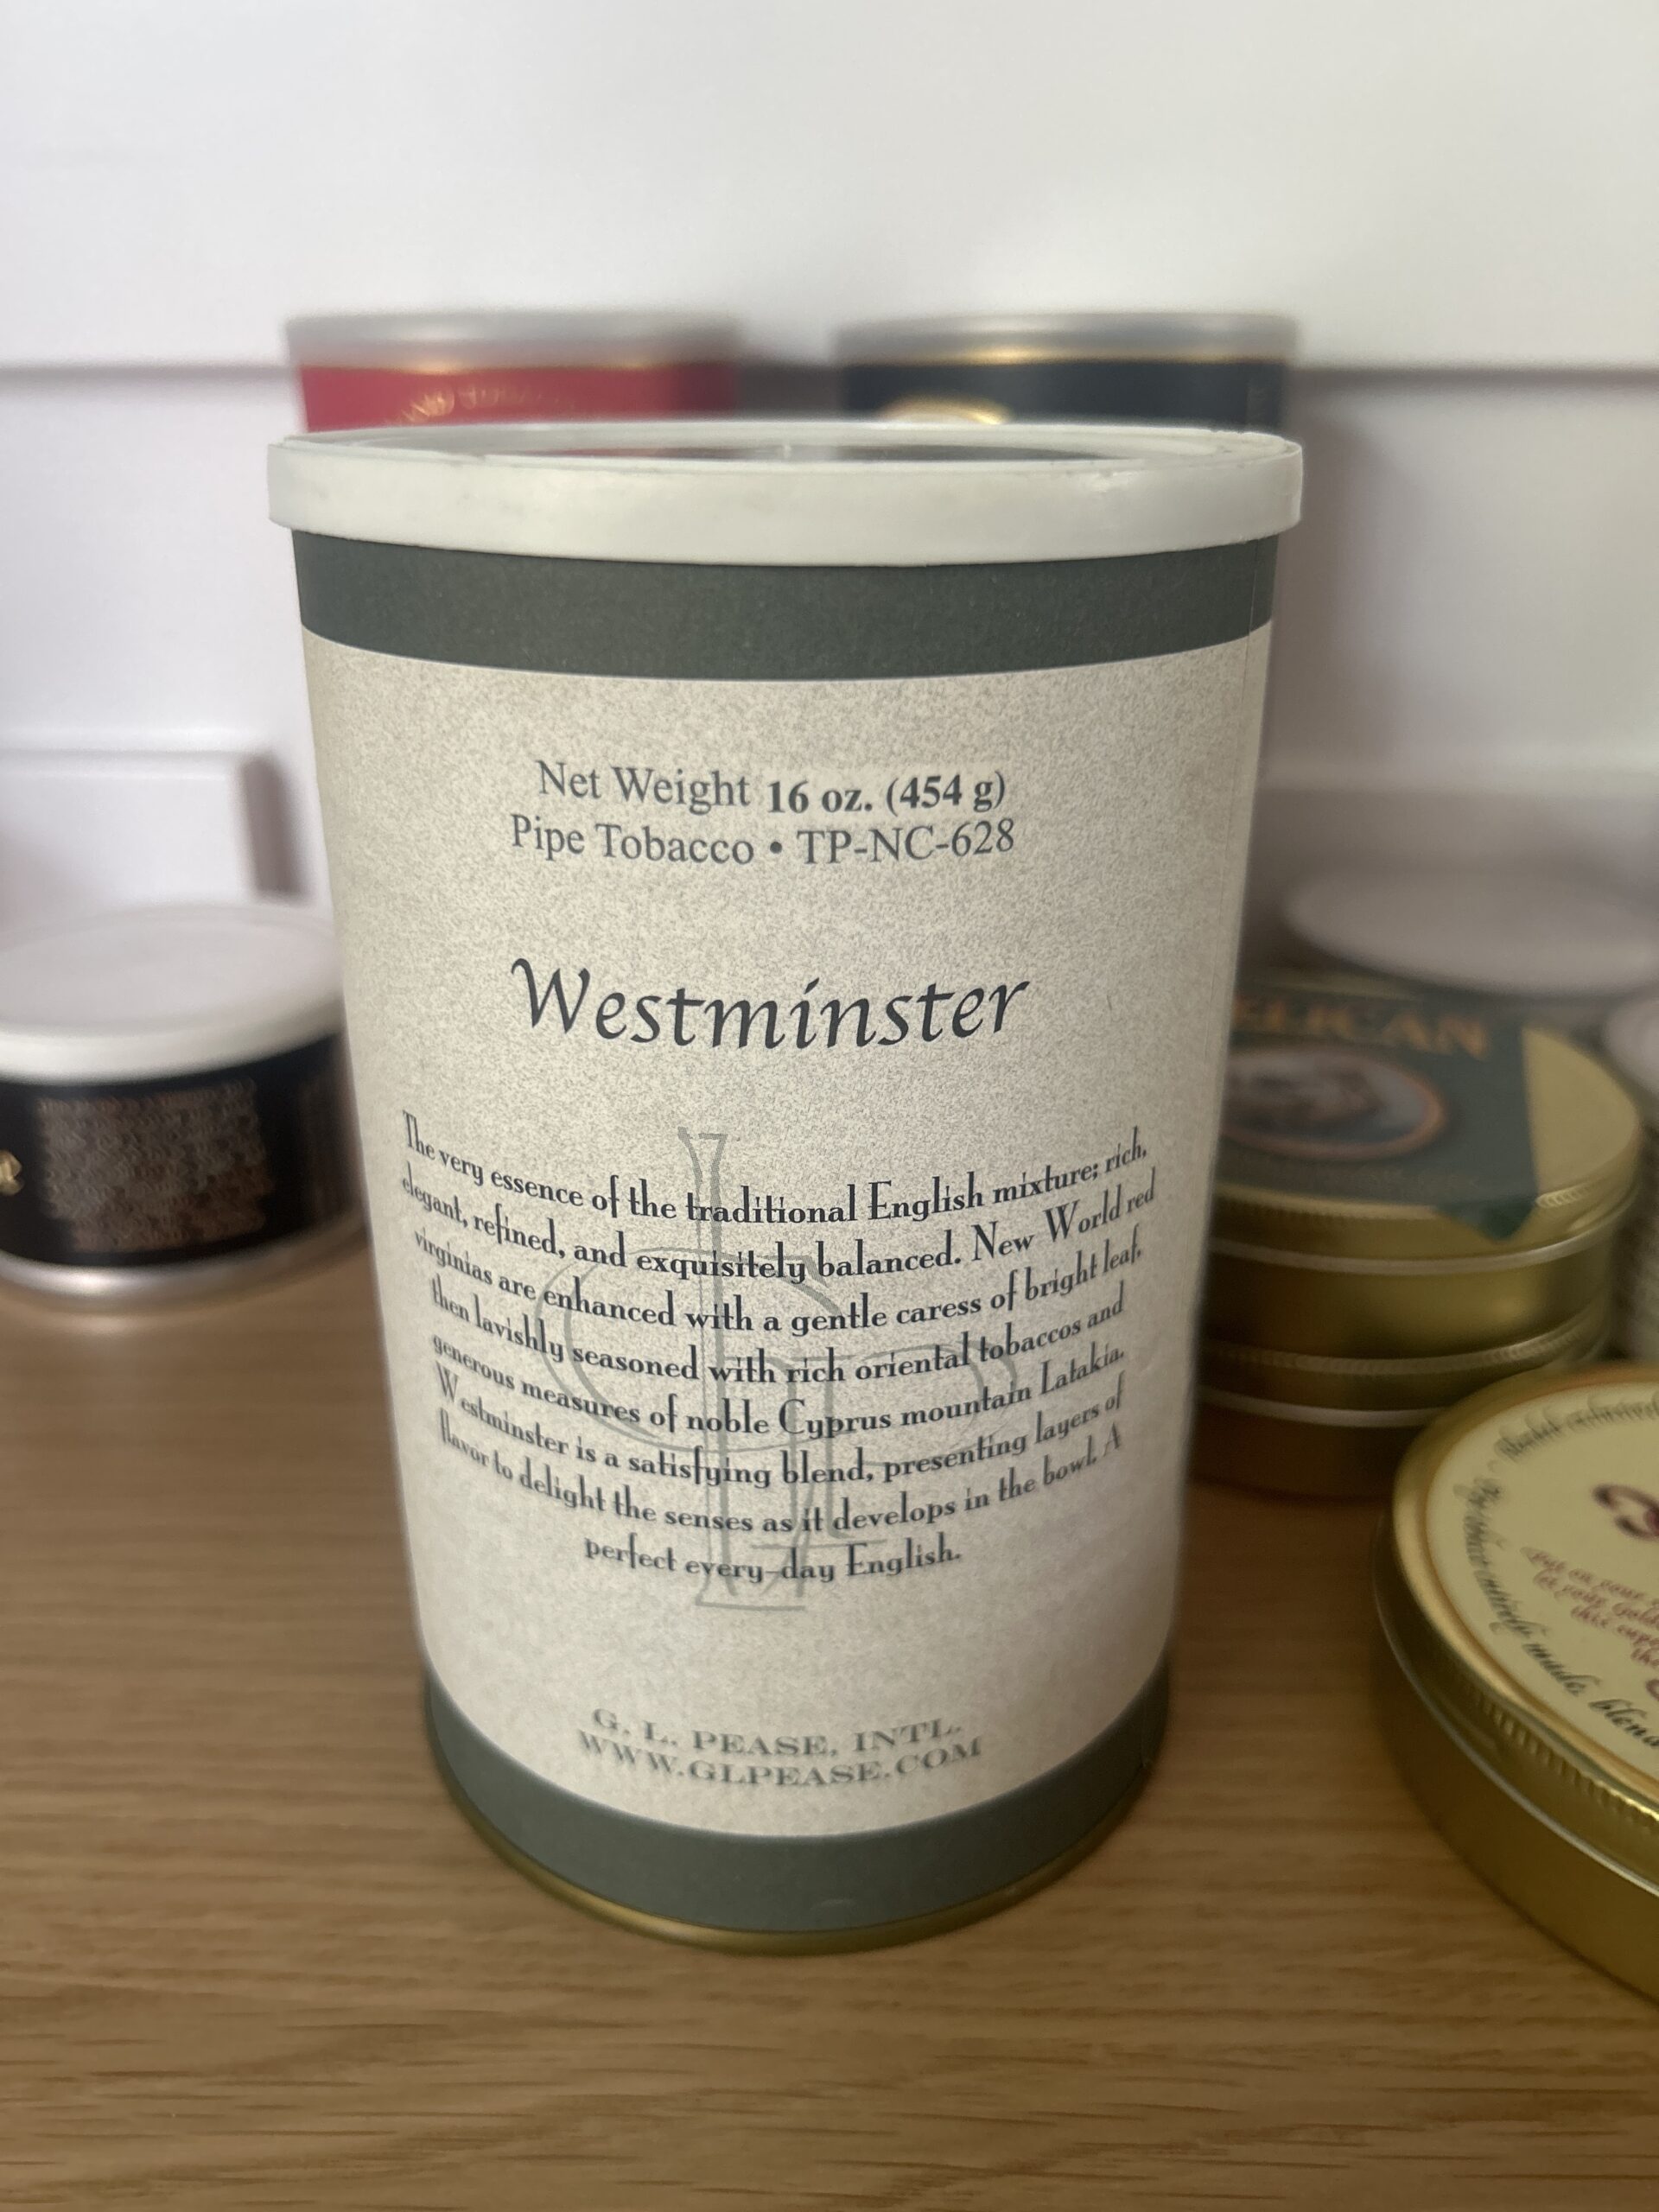 Net Weight 16 oz. (454 g)
Pipe Tobacco • TP-NC-628
Westminster
The very essence of the traditional English mixture; rich,
elegant, refined, and exquisitely balanced. New World red
virginias are enhanced with a gentle caress of bright leaf,
then lavishly seasoned with rich oriental tobaccos and
generous measures of noble Cyprus mountain Latakia.
Westminster is a satisfying blend, presenting layers of
flavor to delight the senses as it develops in the bowl. A
perfect every-day English.
G. L. PEASE, INTL.
WWW.GLPEASE.COM